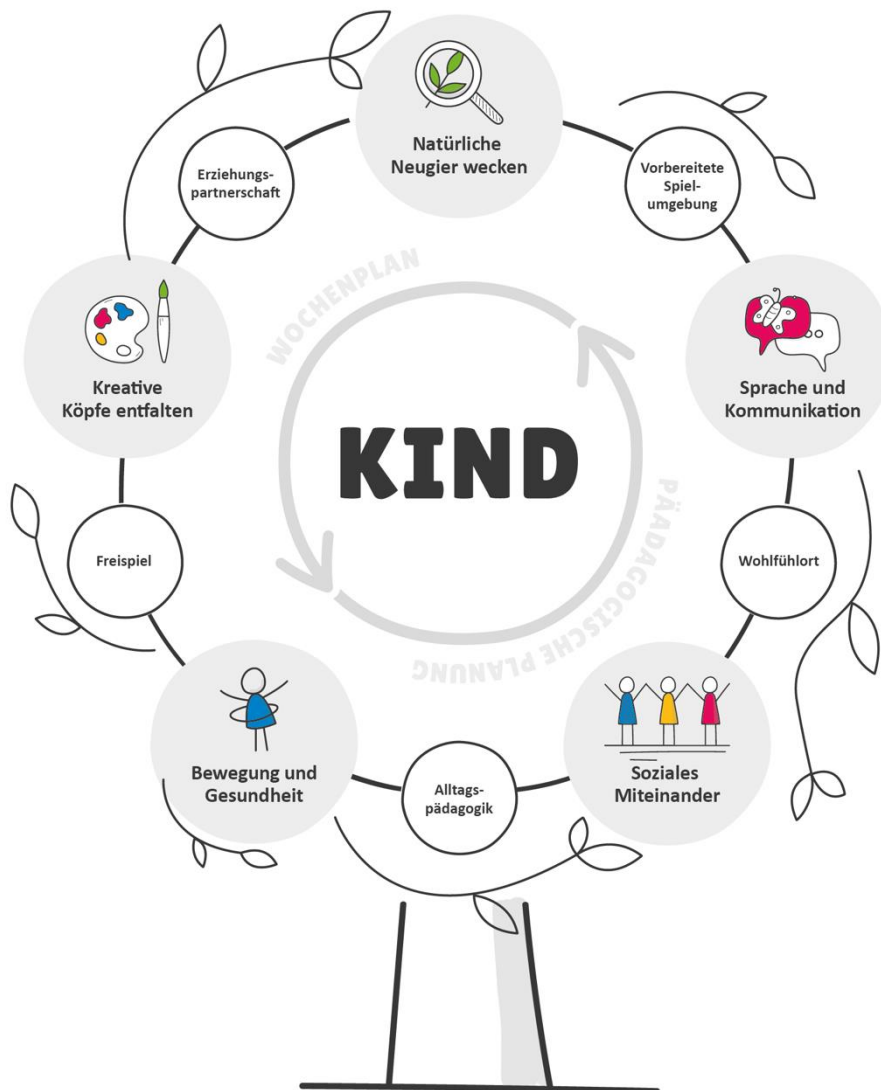 Natürliche
Neugier wecken
Vorbereitete
Spiel-
umgebung
Sprache und
Kommunikation
Wohlfühlort
Soziales
Miteinander
Alltags-
pädagogik
Bewegung und
Gesundheit
Freispiel
Kreative
Köpfe entfalten
Erziehungs-
partnerschaft
WOCHENPLAN
PÄADAGOGISCHE PLANUNG
KIND